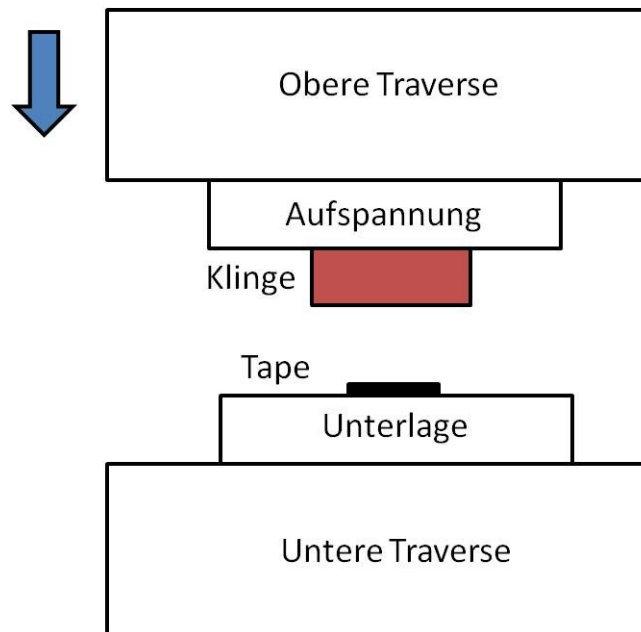 Obere Traverse
Aufspannung
Klinge
Tape
Unterlage
Untere Traverse